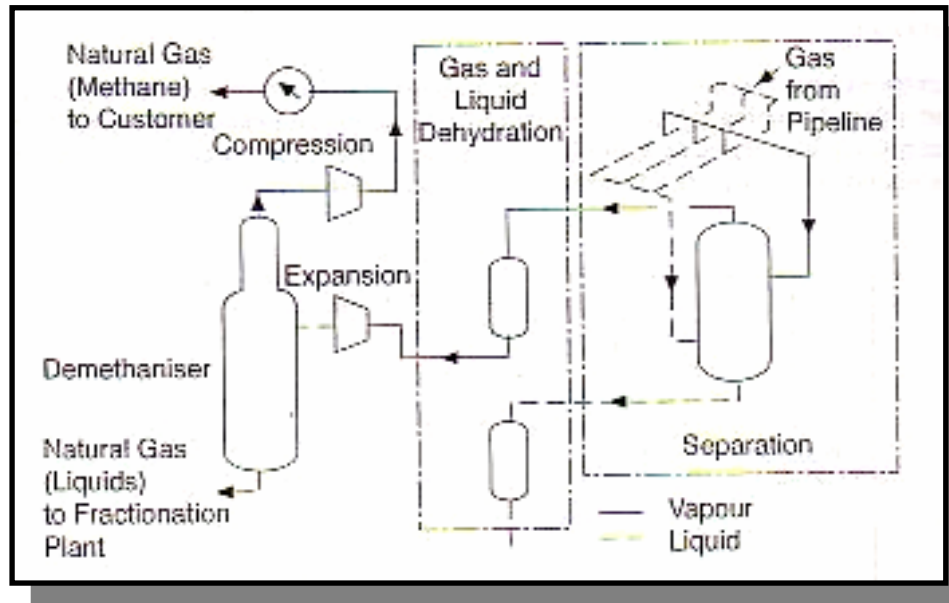 Natural Gas
(Methane)
to Customer
Compression
Gas and
Liquid
Dehydration
Gas
from
Pipeline
Expansion
Demethaniser
Natural Gas
(Liquids)
to Fractionation
Plant
Separation
Vapour
Liquid